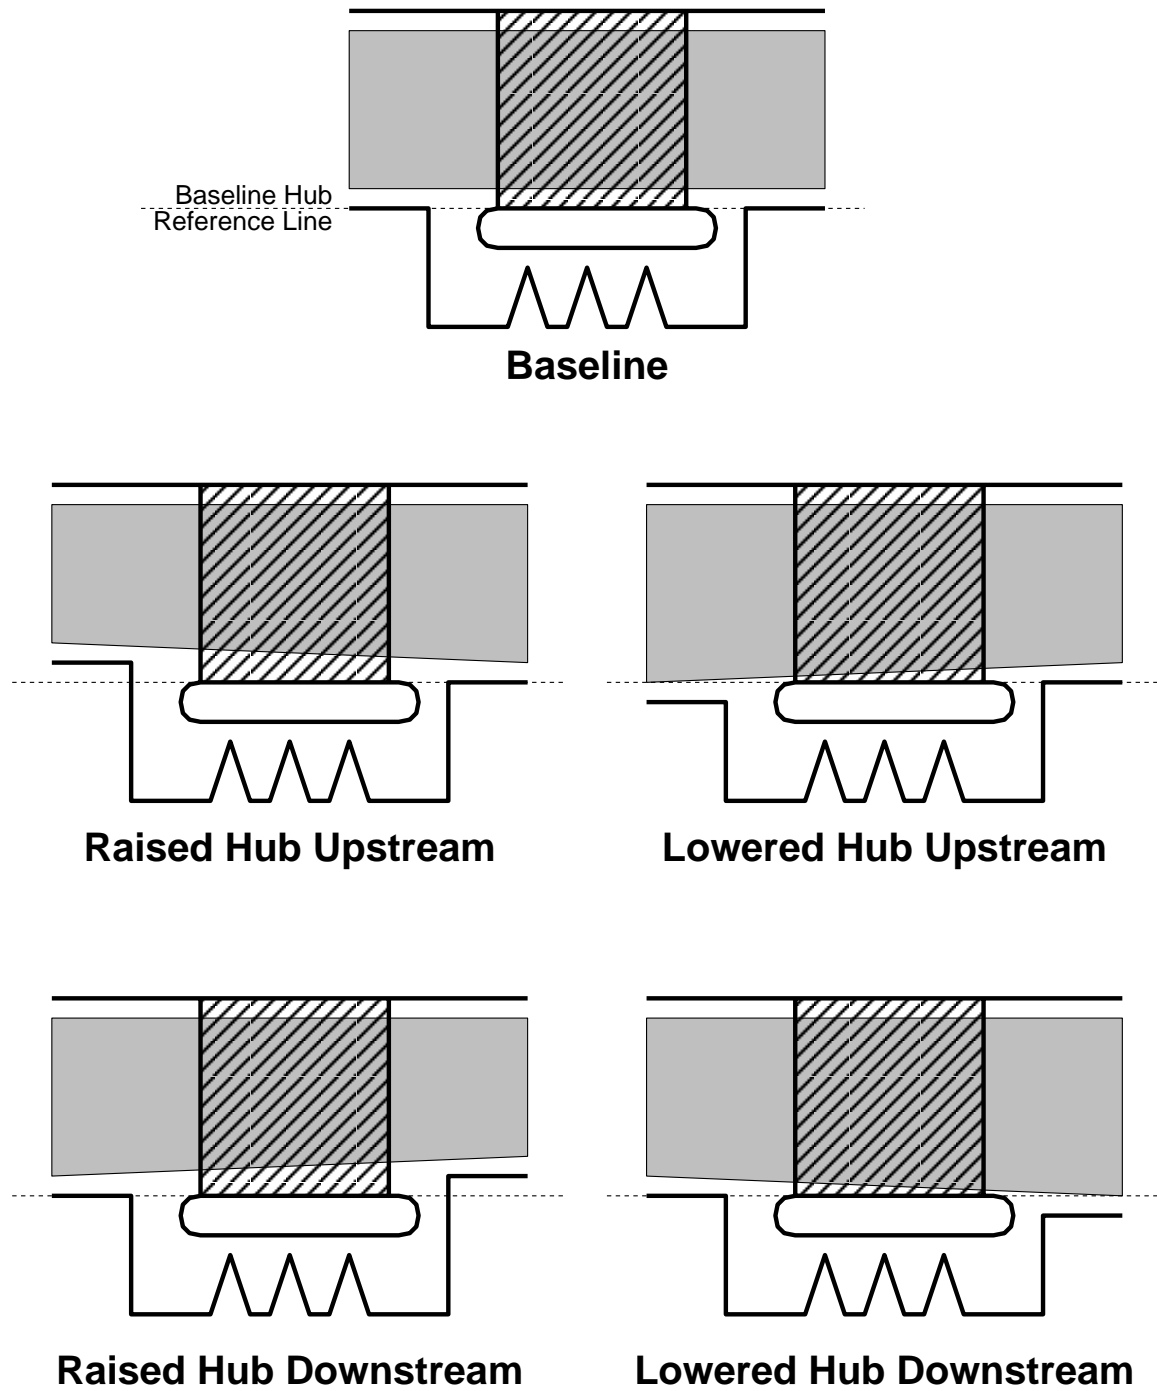 Baseline Hub
Reference Line
Baseline
Raised Hub Upstream
Lowered Hub Upstream
Raised Hub Downstream
Lowered Hub Downstream